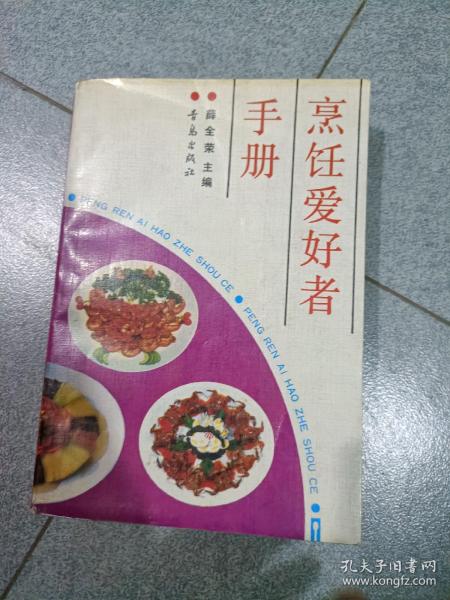 烹饪爱好者
手册
薛全荣 主编
青岛出版社
PENG REN AI HAO ZHE SHOU CE
PENG REN AI HAO ZHE SHOU CE
孔夫子旧书网
www.kongfz.com